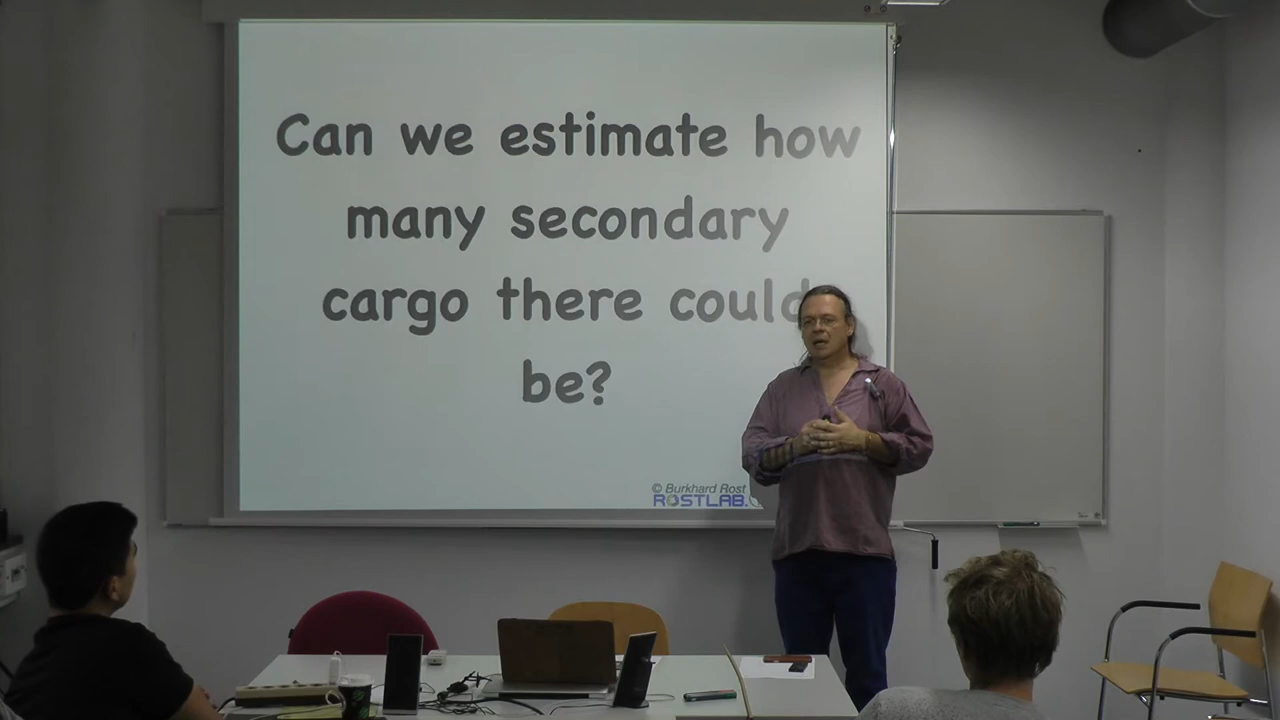 Can we estimate how
many secondary
cargo there could
be?
© Burkhard Rost
ROSTLAB.